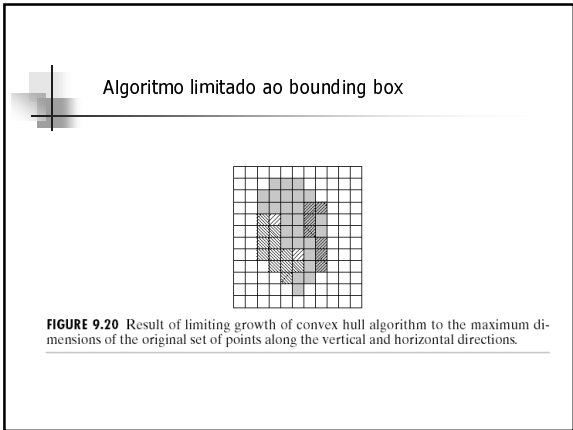 Algoritmo limitado ao bounding box
FIGURE 9.20 Result of limiting growth of convex hull algorithm to the maximum di-
mensions of the original set of points along the vertical and horizontal directions.